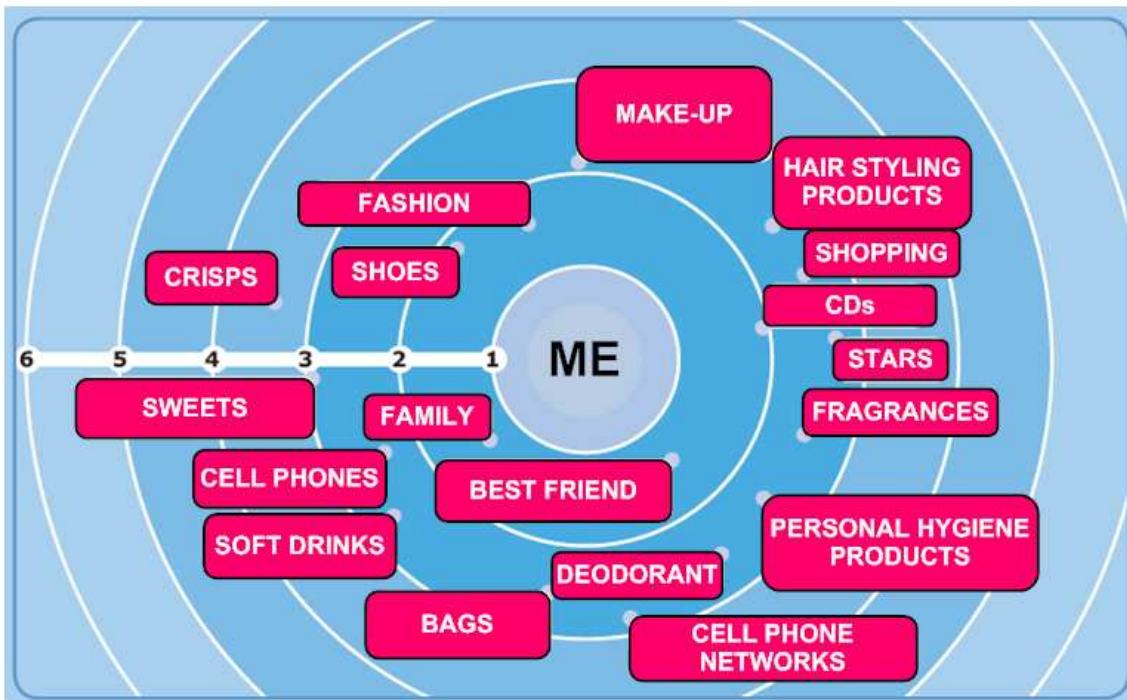 MAKE-UP
HAIR STYLING
PRODUCTS
FASHION
SHOPPING
SHOES
CRISPS
CDs
6 5 4 3 2 1
ME
STARS
SWEETS
FAMILY
FRAGRANCES
CELL PHONES
BEST FRIEND
SOFT DRINKS
PERSONAL HYGIENE
PRODUCTS
DEODORANT
BAGS
CELL PHONE
NETWORKS